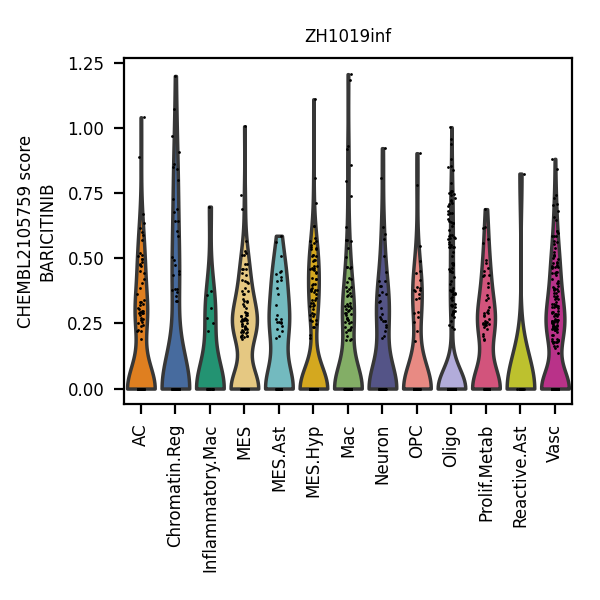 ZH1019inf
CHEMBL2105759 score
BARICITINIB
1.25
1.00
0.75
0.50
0.25
0.00
AC
Chromatin.Reg
Inflammatory.Mac
MES
MES.Ast
MES.Hyp
Mac
Neuron
OPC
Oligo
Prolif.Metab
Reactive.Ast
Vasc